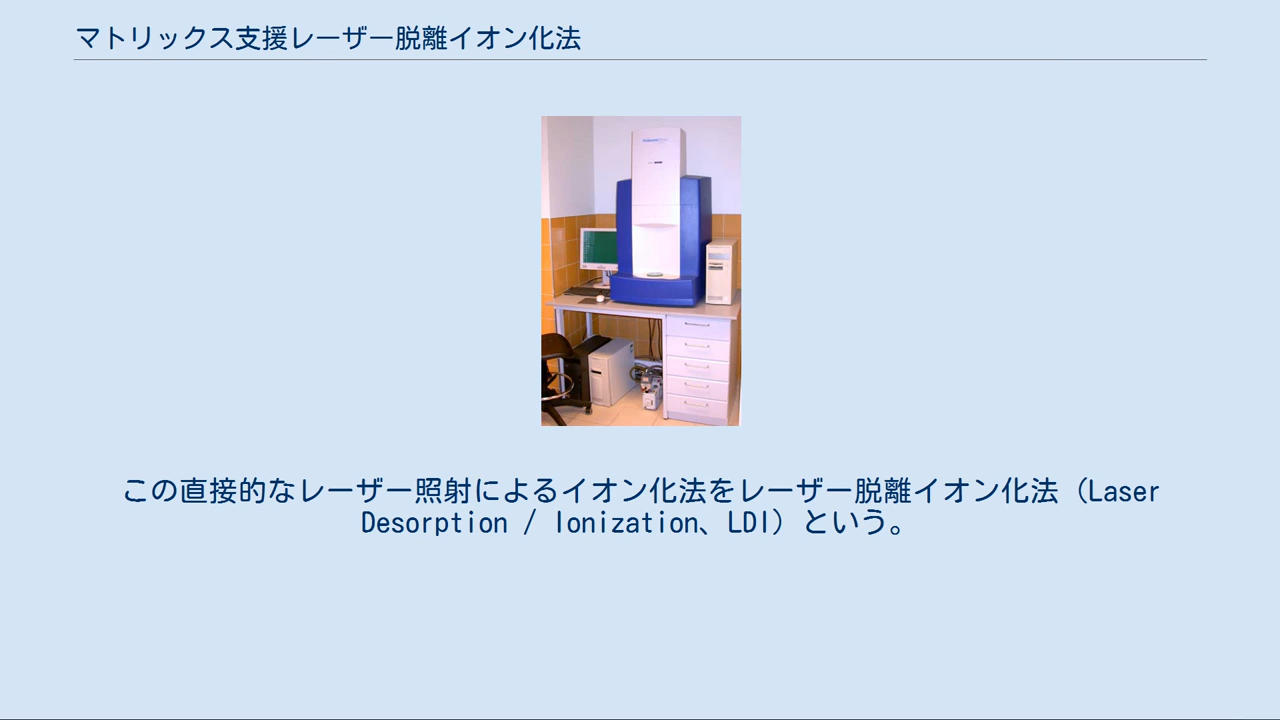 マトリックス支援レーザー脱離イオン化法
この直接的なレーザー照射によるイオン化法をレーザー脱離イオン化法（Laser
Desorption / Ionization、LDI）という。